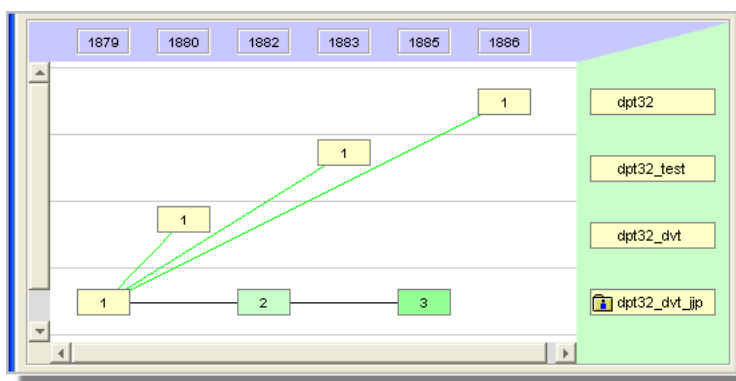 1879 1880 1882 1883 1885 1886
1 dpt32
1 dpt32_test
1 dpt32_dvt
1 2 3 dpt32_dvt_jjp